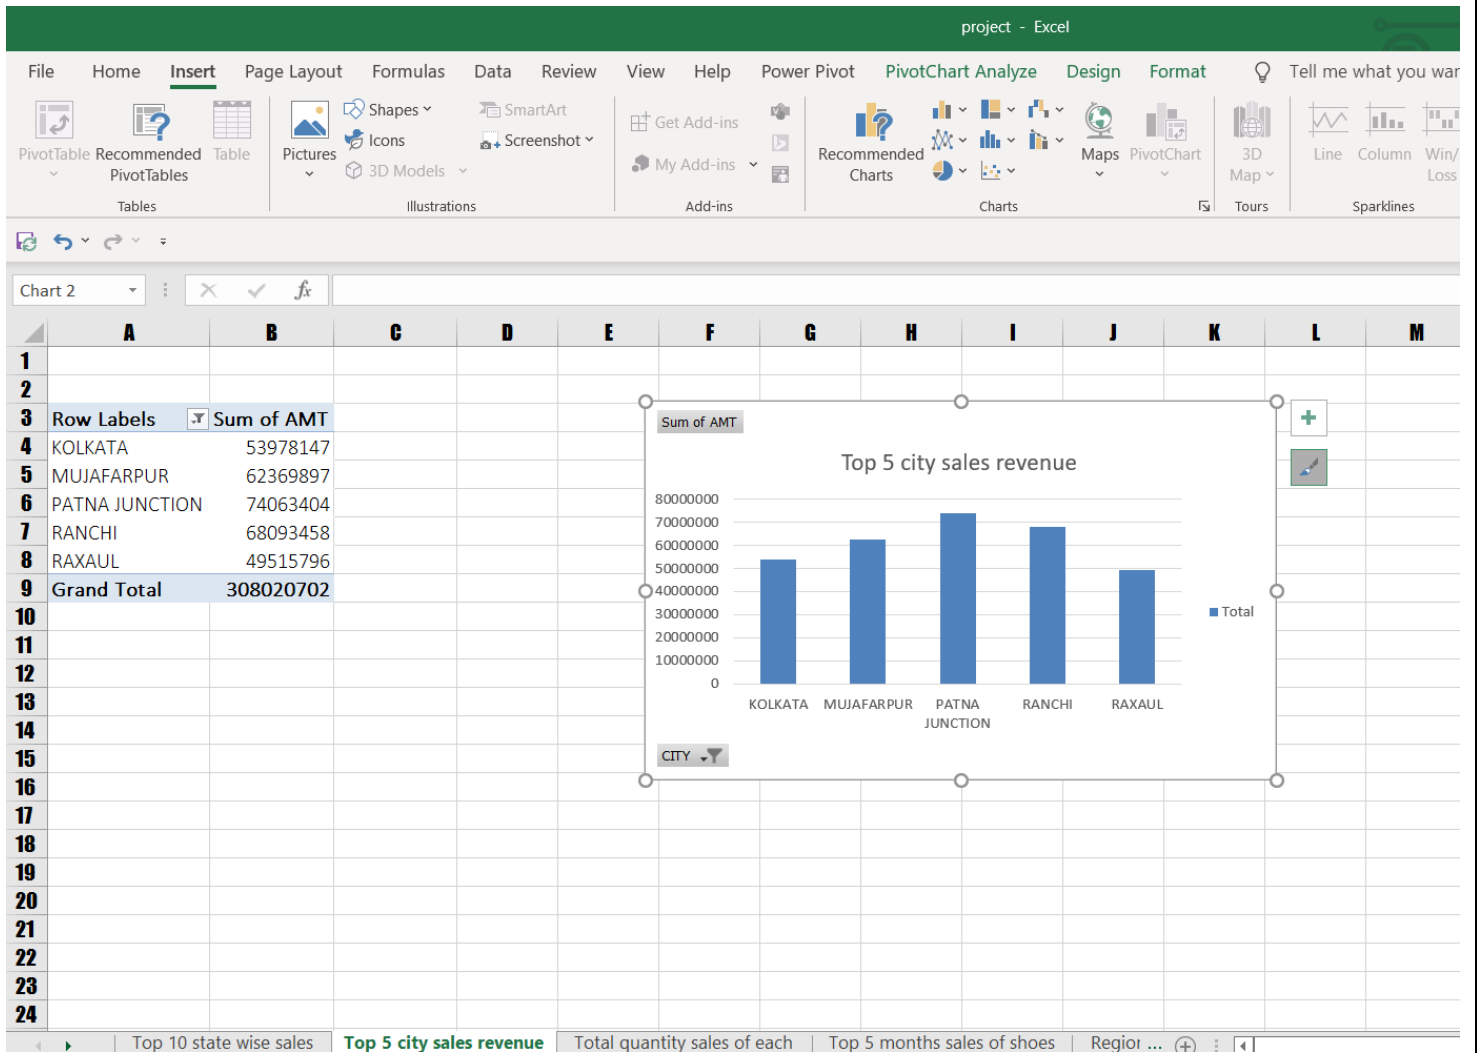 project - Excel
File Home Insert Page Layout Formulas Data Review View Help Power Pivot PivotChart Analyze Design Format Tell me what you war
PivotTable
Recommended PivotTables
Table
Tables
Pictures
Shapes
Icons
3D Models
SmartArt
Screenshot
Illustrations
Get Add-ins
My Add-ins
Add-ins
Recommended Charts
Maps
PivotChart
Charts
3D Map
Tours
Line
Column
Win/
Loss
Sparklines
Chart 2
fx
A B C D E F G H I J K L M
1
2
3 Row Labels Sum of AMT
4 KOLKATA 53978147
5 MUJAFARPUR 62369897
6 PATNA JUNCTION 74063404
7 RANCHI 68093458
8 RAXAUL 49515796
9 Grand Total 308020702
10
11
12
13
14
15
16
17
18
19
20
21
22
23
24
Sum of AMT
Top 5 city sales revenue
80000000
70000000
60000000
50000000
40000000
30000000
20000000
10000000
0
KOLKATA MUJAFARPUR PATNA JUNCTION RANCHI RAXAUL
Total
CITY
Top 10 state wise sales Top 5 city sales revenue Total quantity sales of each Top 5 months sales of shoes Regior ...